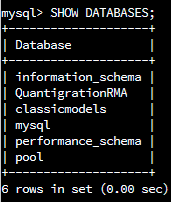 mysql> SHOW DATABASES;
+--------------------+
| Database           |
+--------------------+
| information_schema |
| QuantigrationRMA   |
| classicmodels      |
| mysql              |
| performance_schema |
| pool               |
+--------------------+
6 rows in set (0.00 sec)